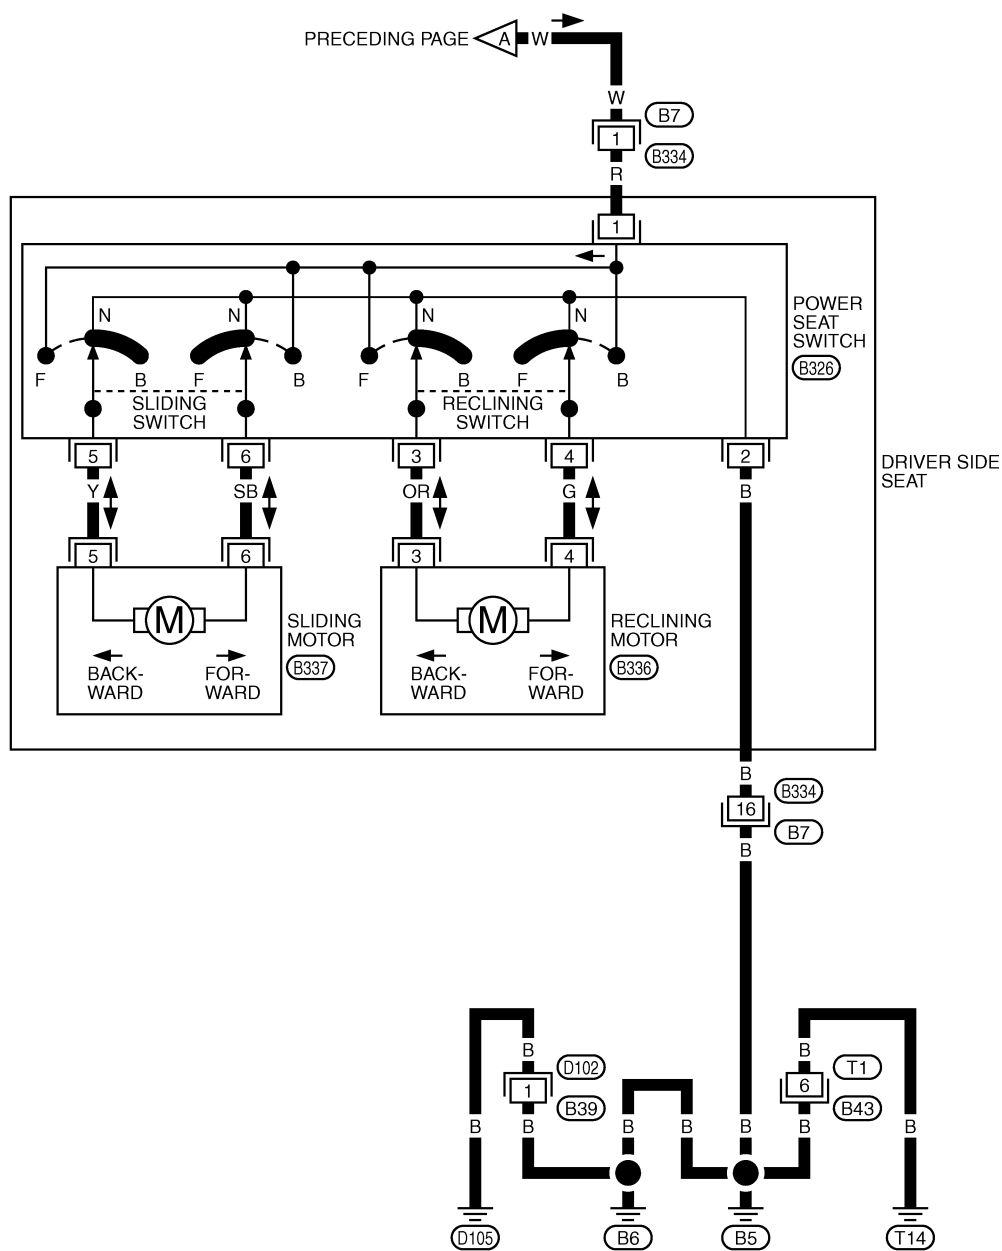 PRECEDING PAGE A W
W
B7
1
B334
R
1
N N N N
F B F B F B F B
SLIDING
SWITCH
RECLINING
SWITCH
POWER
SEAT
SWITCH
B326
5 6 3 4 2
DRIVER SIDE
SEAT
Y SB OR G B
5 6 3 4
M M
SLIDING
MOTOR
B337
RECLINING
MOTOR
B336
BACK-
WARD
FOR-
WARD
BACK-
WARD
FOR-
WARD
B
B334
16
B7
B
B B
D102 T1
1 6
B39 B43
B B B B B B B
D105 B6 B5 T14